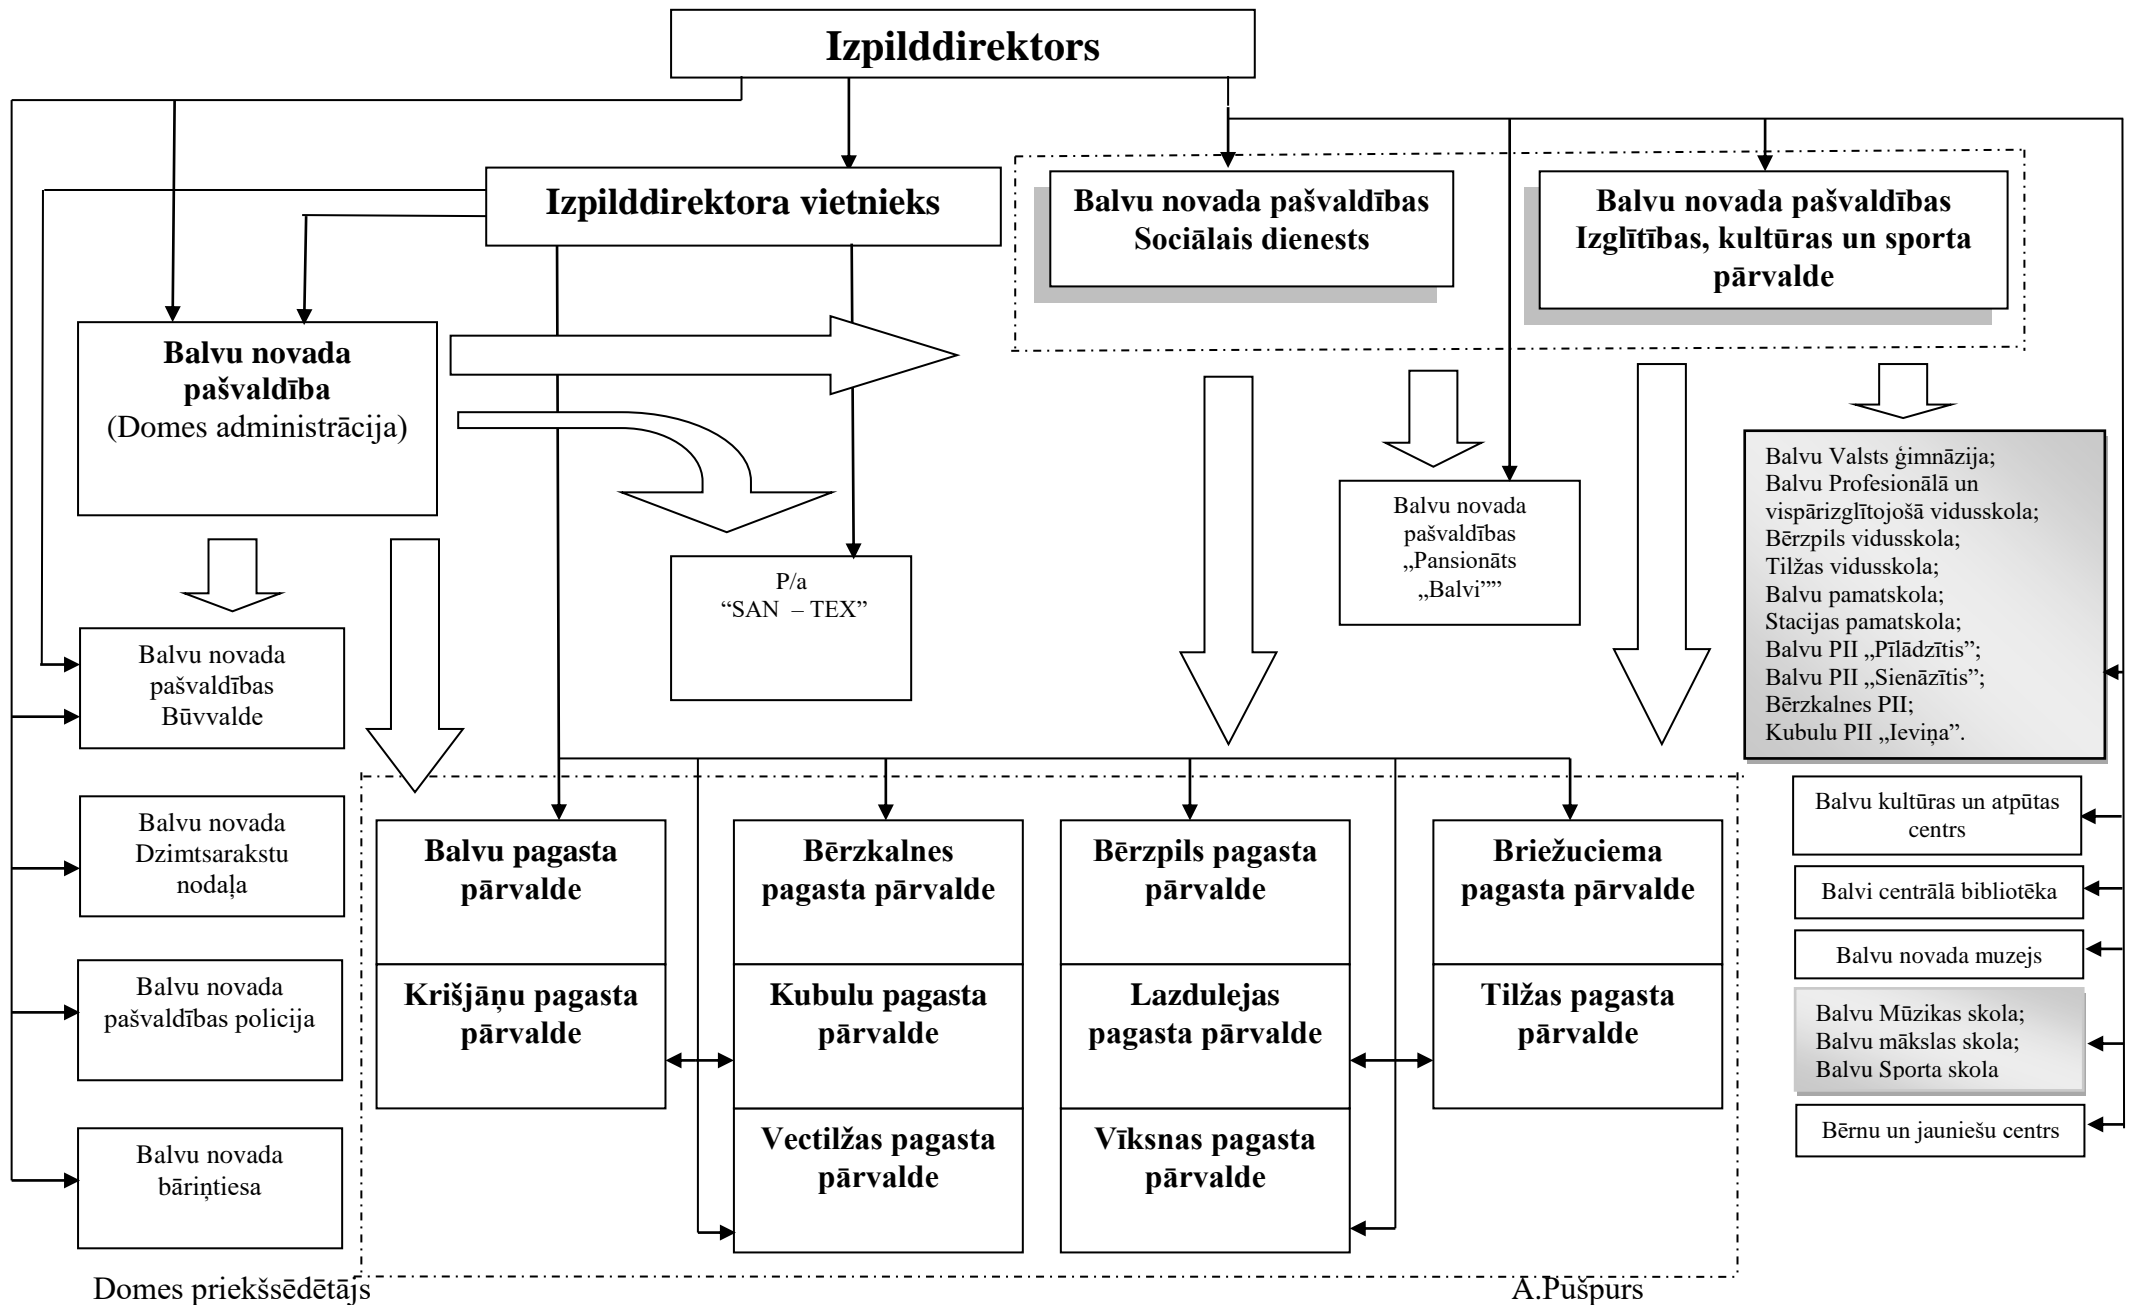 Izpilddirektors
Izpilddirektora vietnieks
Balvu novada pašvaldības
Sociālais dienests
Balvu novada pašvaldības
Izglītības, kultūras un sporta
pārvalde
Balvu novada
pašvaldība
(Domes administrācija)
P/a
“SAN – TEX”
Balvu novada
pašvaldības
„Pansionāts
„Balvi””
Balvu Valsts ģimnāzija;
Balvu Profesionālā un
vispārizglītojošā vidusskola;
Bērzpils vidusskola;
Tilžas vidusskola;
Balvu pamatskola;
Stacijas pamatskola;
Balvu PII „Pīlādzītis”;
Balvu PII „Sienāzītis”;
Bērzkalnes PII;
Kubulu PII „Ieviņa”.
Balvu novada
pašvaldības
Būvvalde
Balvu novada
Dzimtsarakstu
nodaļa
Balvu novada
pašvaldības policija
Balvu novada
bāriņtiesa
Balvu pagasta
pārvalde
Bērzkalnes
pagasta pārvalde
Bērzpils pagasta
pārvalde
Briežuciema
pagasta pārvalde
Krišjāņu pagasta
pārvalde
Kubulu pagasta
pārvalde
Lazdulejas
pagasta pārvalde
Tilžas pagasta
pārvalde
Vectilžas pagasta
pārvalde
Vīksnas pagasta
pārvalde
Balvu kultūras un atpūtas
centrs
Balvi centrālā bibliotēka
Balvu novada muzejs
Balvu Mūzikas skola;
Balvu mākslas skola;
Balvu Sporta skola
Bērnu un jauniešu centrs
Domes priekšsēdētājs A.Pušpurs